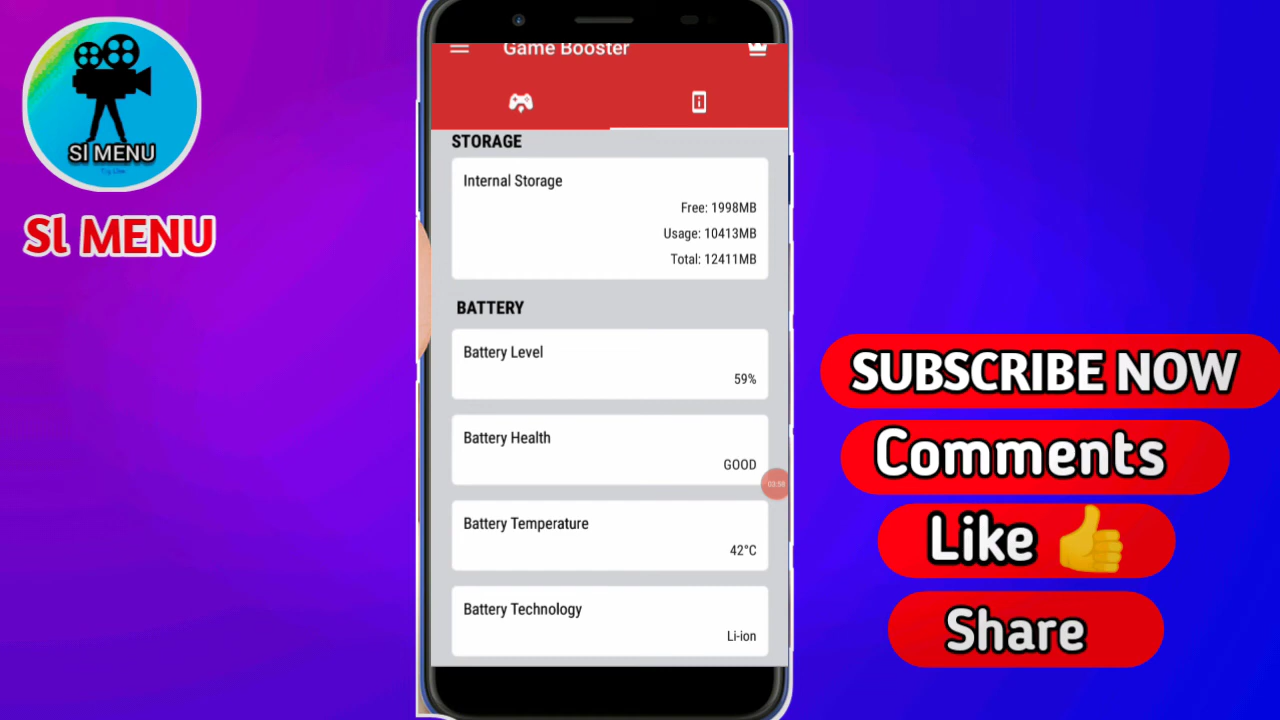 SI MENU
Sl MENU
Game Booster
STORAGE
Internal Storage
Free: 1998MB
Usage: 10413MB
Total: 12411MB
BATTERY
Battery Level
59%
Battery Health
GOOD
Battery Temperature
42°C
Battery Technology
Li-ion
SUBSCRIBE NOW
Comments
Like
Share